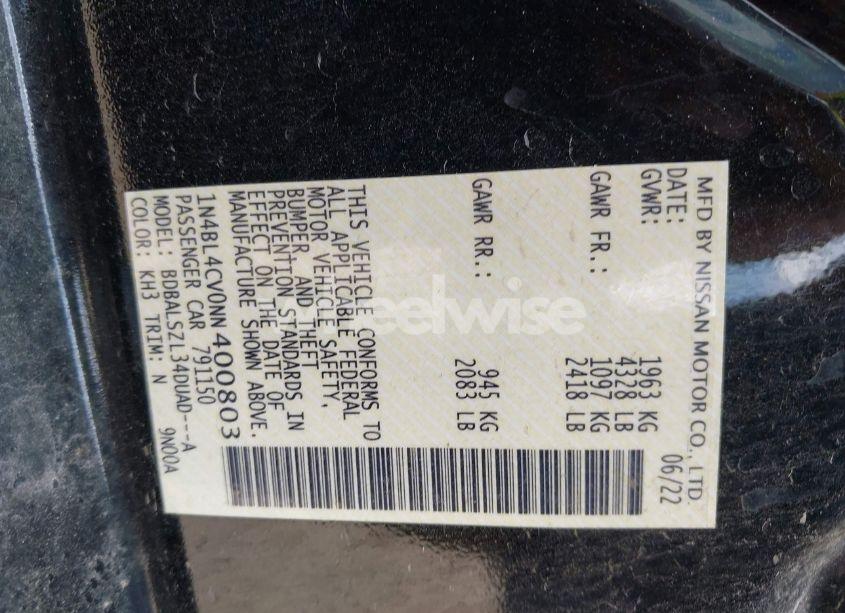 MFD BY NISSAN MOTOR CO., LTD.
DATE: 06/22
GVWR: 1963 KG
4328 LB
GAWR FR.: 1097 KG
2418 LB
GAWR RR.: 945 KG
2083 LB
THIS VEHICLE CONFORMS TO
ALL APPLICABLE FEDERAL
MOTOR VEHICLE SAFETY,
BUMPER, AND THEFT
PREVENTION STANDARDS IN
EFFECT ON THE DATE OF
MANUFACTURE SHOWN ABOVE.
1N4BL4CV0NN400803
PASSENGER CAR 791150
MODEL: BDBALSZL34DUAD---A
COLOR: KH3 TRIM: N 9N00A
wheelwise